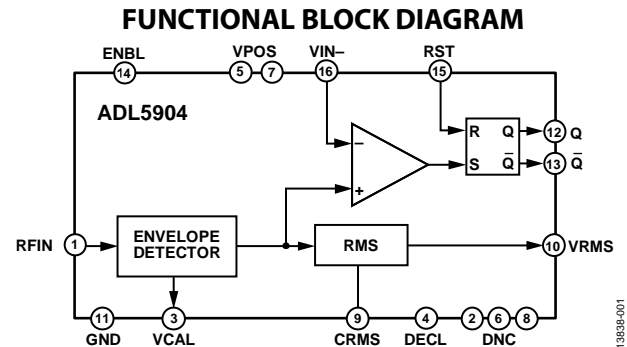 FUNCTIONAL BLOCK DIAGRAM
ENBL VPOS VIN– RST
14 5 7 16 15
ADL5904
R Q 12 Q
– S Q̅ 13 Q̅
+
RFIN 1 ENVELOPE
DETECTOR RMS 10 VRMS
11 3 9 4 2 6 8
GND VCAL CRMS DECL DNC
13838-001